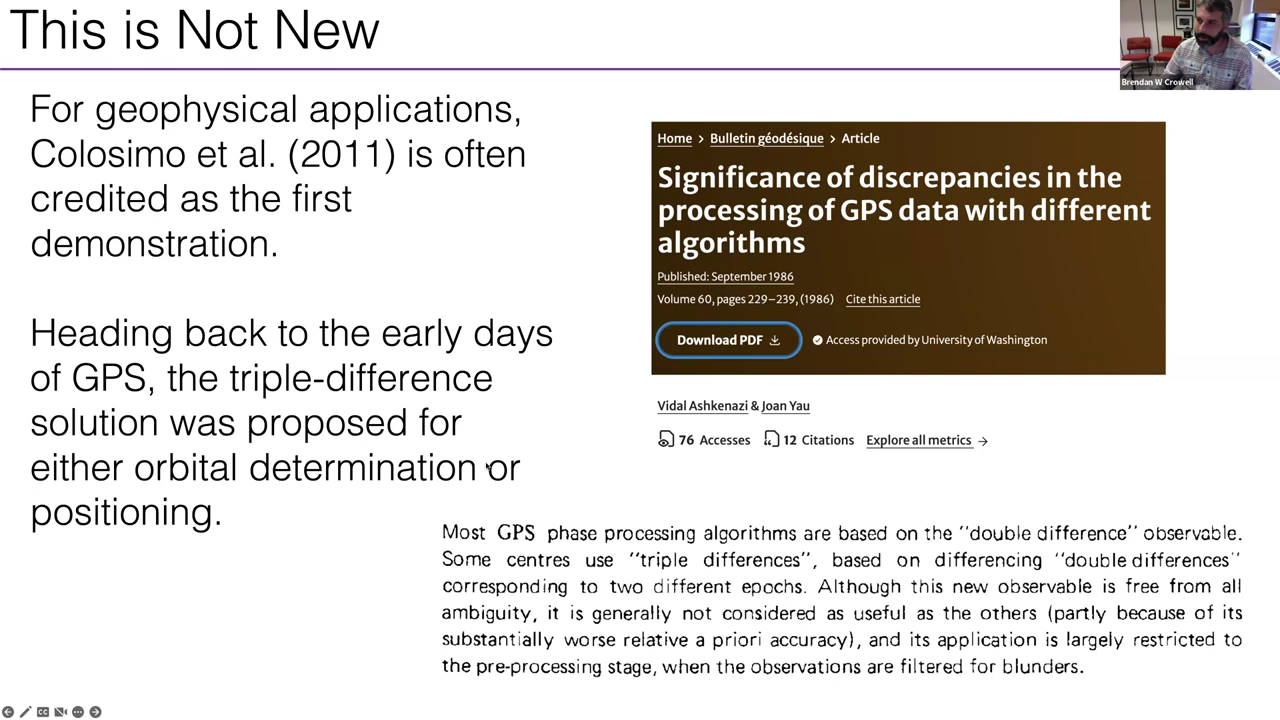 This is Not New
Brendan W Crowell
For geophysical applications,
Colosimo et al. (2011) is often
credited as the first
demonstration.
Heading back to the early days
of GPS, the triple-difference
solution was proposed for
either orbital determination or
positioning.
Home > Bulletin géodésique > Article
Significance of discrepancies in the
processing of GPS data with different
algorithms
Published: September 1986
Volume 60, pages 229–239, (1986) Cite this article
Download PDF Access provided by University of Washington
Vidal Ashkenazi & Joan Yau
76 Accesses 12 Citations Explore all metrics →
Most GPS phase processing algorithms are based on the "double difference" observable.
Some centres use "triple differences", based on differencing "double differences"
corresponding to two different epochs. Although this new observable is free from all
ambiguity, it is generally not considered as useful as the others (partly because of its
substantially worse relative a priori accuracy), and its application is largely restricted to
the pre-processing stage, when the observations are filtered for blunders.